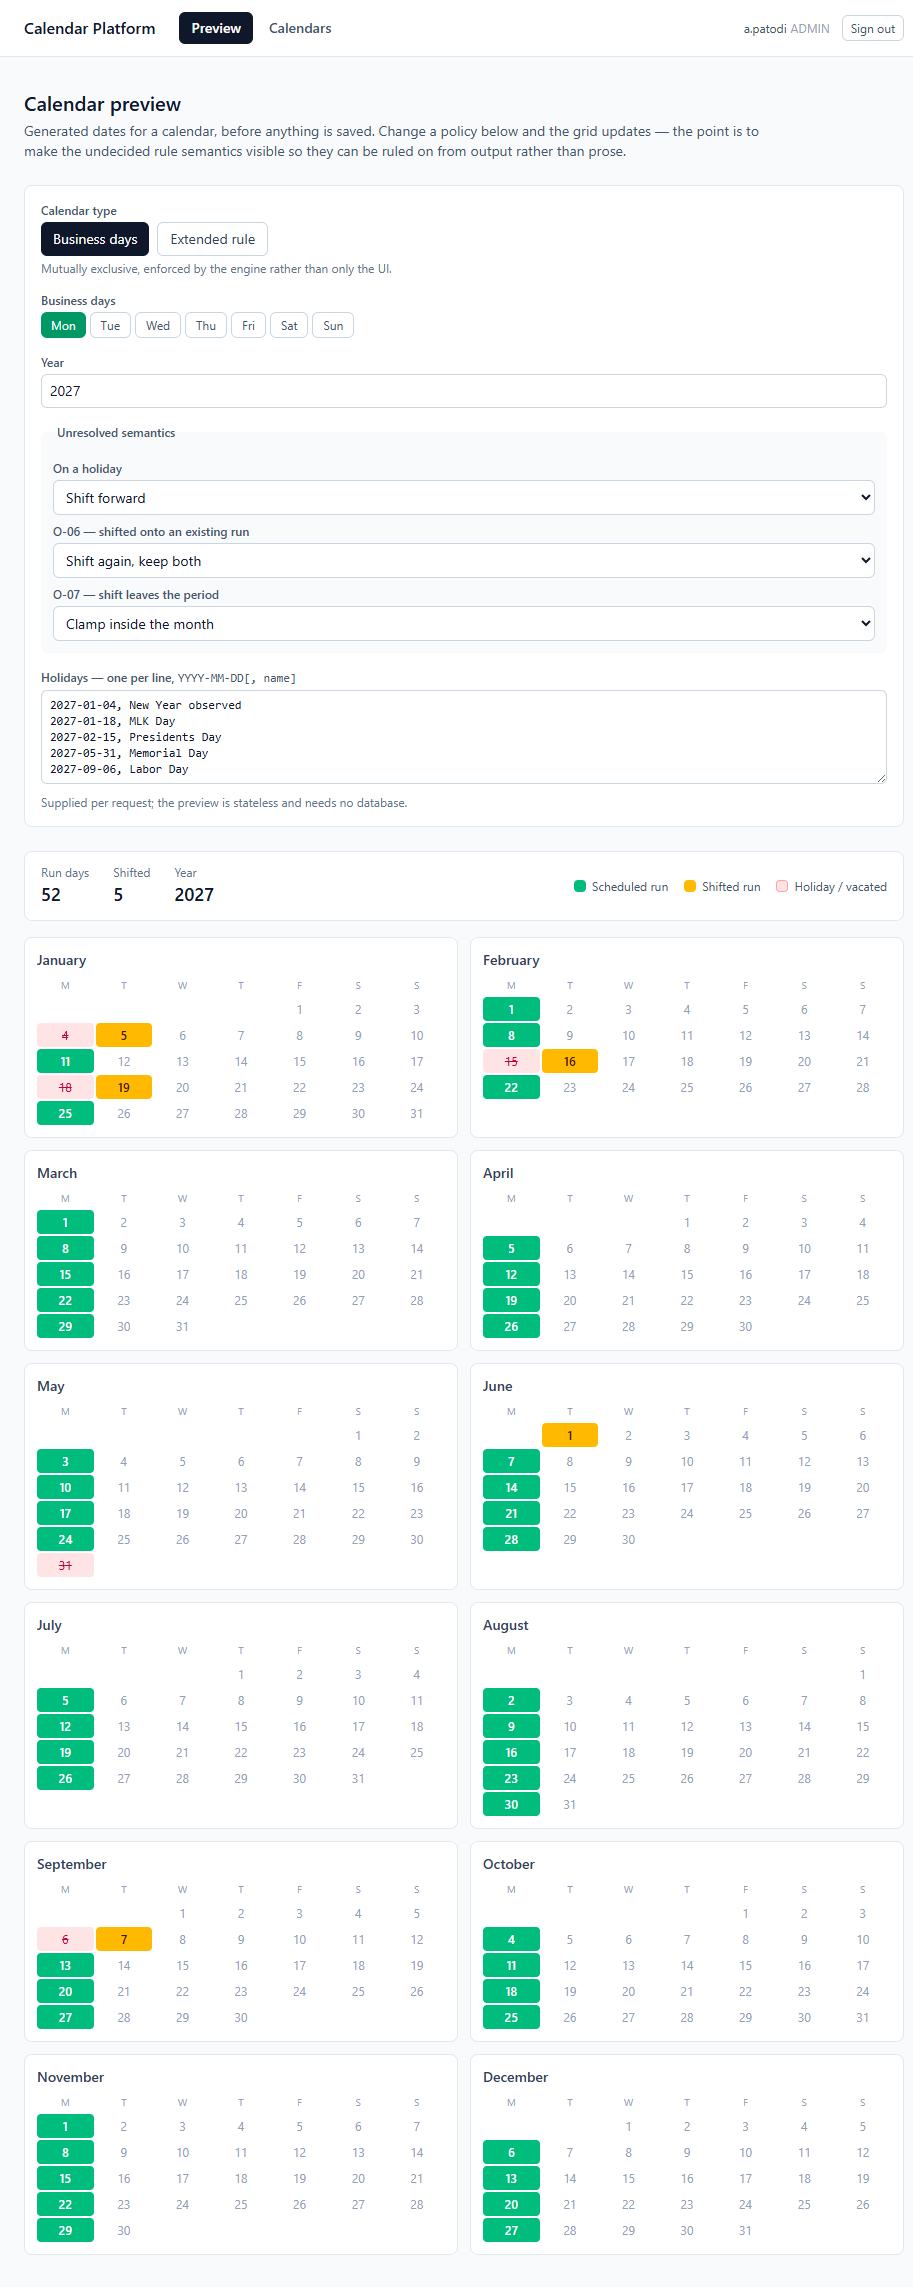 Calendar Platform Preview Calendars a.patodi ADMIN Sign out
Calendar preview
Generated dates for a calendar, before anything is saved. Change a policy below and the grid updates — the point is to
make the undecided rule semantics visible so they can be ruled on from output rather than prose.
Calendar type
Business days Extended rule
Mutually exclusive, enforced by the engine rather than only the UI.
Business days
Mon Tue Wed Thu Fri Sat Sun
Year
2027
Unresolved semantics
On a holiday
Shift forward
O-06 — shifted onto an existing run
Shift again, keep both
O-07 — shift leaves the period
Clamp inside the month
Holidays — one per line, YYYY-MM-DD[, name]
2027-01-04, New Year observed
2027-01-18, MLK Day
2027-02-15, Presidents Day
2027-05-31, Memorial Day
2027-09-06, Labor Day
Supplied per request; the preview is stateless and needs no database.
Run days Shifted Year
52 5 2027
Scheduled run Shifted run Holiday / vacated
January
M T W T F S S
1 2 3
4 5 6 7 8 9 10
11 12 13 14 15 16 17
18 19 20 21 22 23 24
25 26 27 28 29 30 31
February
M T W T F S S
1 2 3 4 5 6 7
8 9 10 11 12 13 14
15 16 17 18 19 20 21
22 23 24 25 26 27 28
March
M T W T F S S
1 2 3 4 5 6 7
8 9 10 11 12 13 14
15 16 17 18 19 20 21
22 23 24 25 26 27 28
29 30 31
April
M T W T F S S
1 2 3 4
5 6 7 8 9 10 11
12 13 14 15 16 17 18
19 20 21 22 23 24 25
26 27 28 29 30
May
M T W T F S S
1 2
3 4 5 6 7 8 9
10 11 12 13 14 15 16
17 18 19 20 21 22 23
24 25 26 27 28 29 30
31
June
M T W T F S S
1 2 3 4 5 6
7 8 9 10 11 12 13
14 15 16 17 18 19 20
21 22 23 24 25 26 27
28 29 30
July
M T W T F S S
1 2 3 4
5 6 7 8 9 10 11
12 13 14 15 16 17 18
19 20 21 22 23 24 25
26 27 28 29 30 31
August
M T W T F S S
1
2 3 4 5 6 7 8
9 10 11 12 13 14 15
16 17 18 19 20 21 22
23 24 25 26 27 28 29
30 31
September
M T W T F S S
1 2 3 4 5
6 7 8 9 10 11 12
13 14 15 16 17 18 19
20 21 22 23 24 25 26
27 28 29 30
October
M T W T F S S
1 2 3
4 5 6 7 8 9 10
11 12 13 14 15 16 17
18 19 20 21 22 23 24
25 26 27 28 29 30 31
November
M T W T F S S
1 2 3 4 5 6 7
8 9 10 11 12 13 14
15 16 17 18 19 20 21
22 23 24 25 26 27 28
29 30
December
M T W T F S S
1 2 3 4 5
6 7 8 9 10 11 12
13 14 15 16 17 18 19
20 21 22 23 24 25 26
27 28 29 30 31